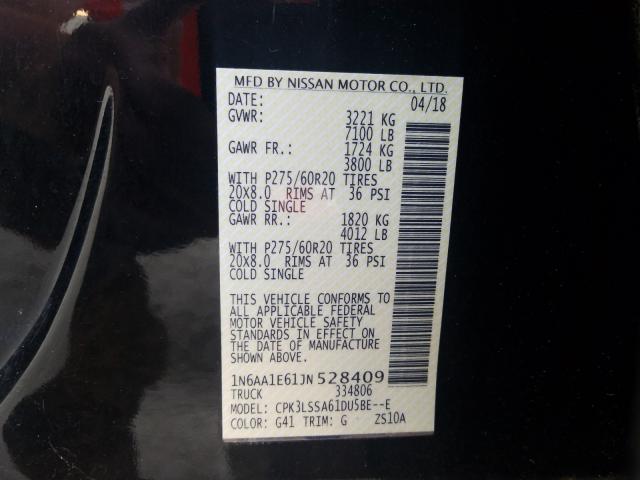 MFD BY NISSAN MOTOR CO., LTD.
DATE: 04/18
GVWR: 3221 KG
7100 LB
GAWR FR.: 1724 KG
3800 LB
WITH P275/60R20 TIRES
20X8.0 RIMS AT 36 PSI
COLD SINGLE
GAWR RR.: 1820 KG
4012 LB
WITH P275/60R20 TIRES
20X8.0 RIMS AT 36 PSI
COLD SINGLE
THIS VEHICLE CONFORMS TO
ALL APPLICABLE FEDERAL
MOTOR VEHICLE SAFETY
STANDARDS IN EFFECT ON
THE DATE OF MANUFACTURE
SHOWN ABOVE.
1N6AA1E61JN528409
TRUCK 334806
MODEL: CPK3LSSA61DU5BE--E
COLOR: G41 TRIM: G ZS10A